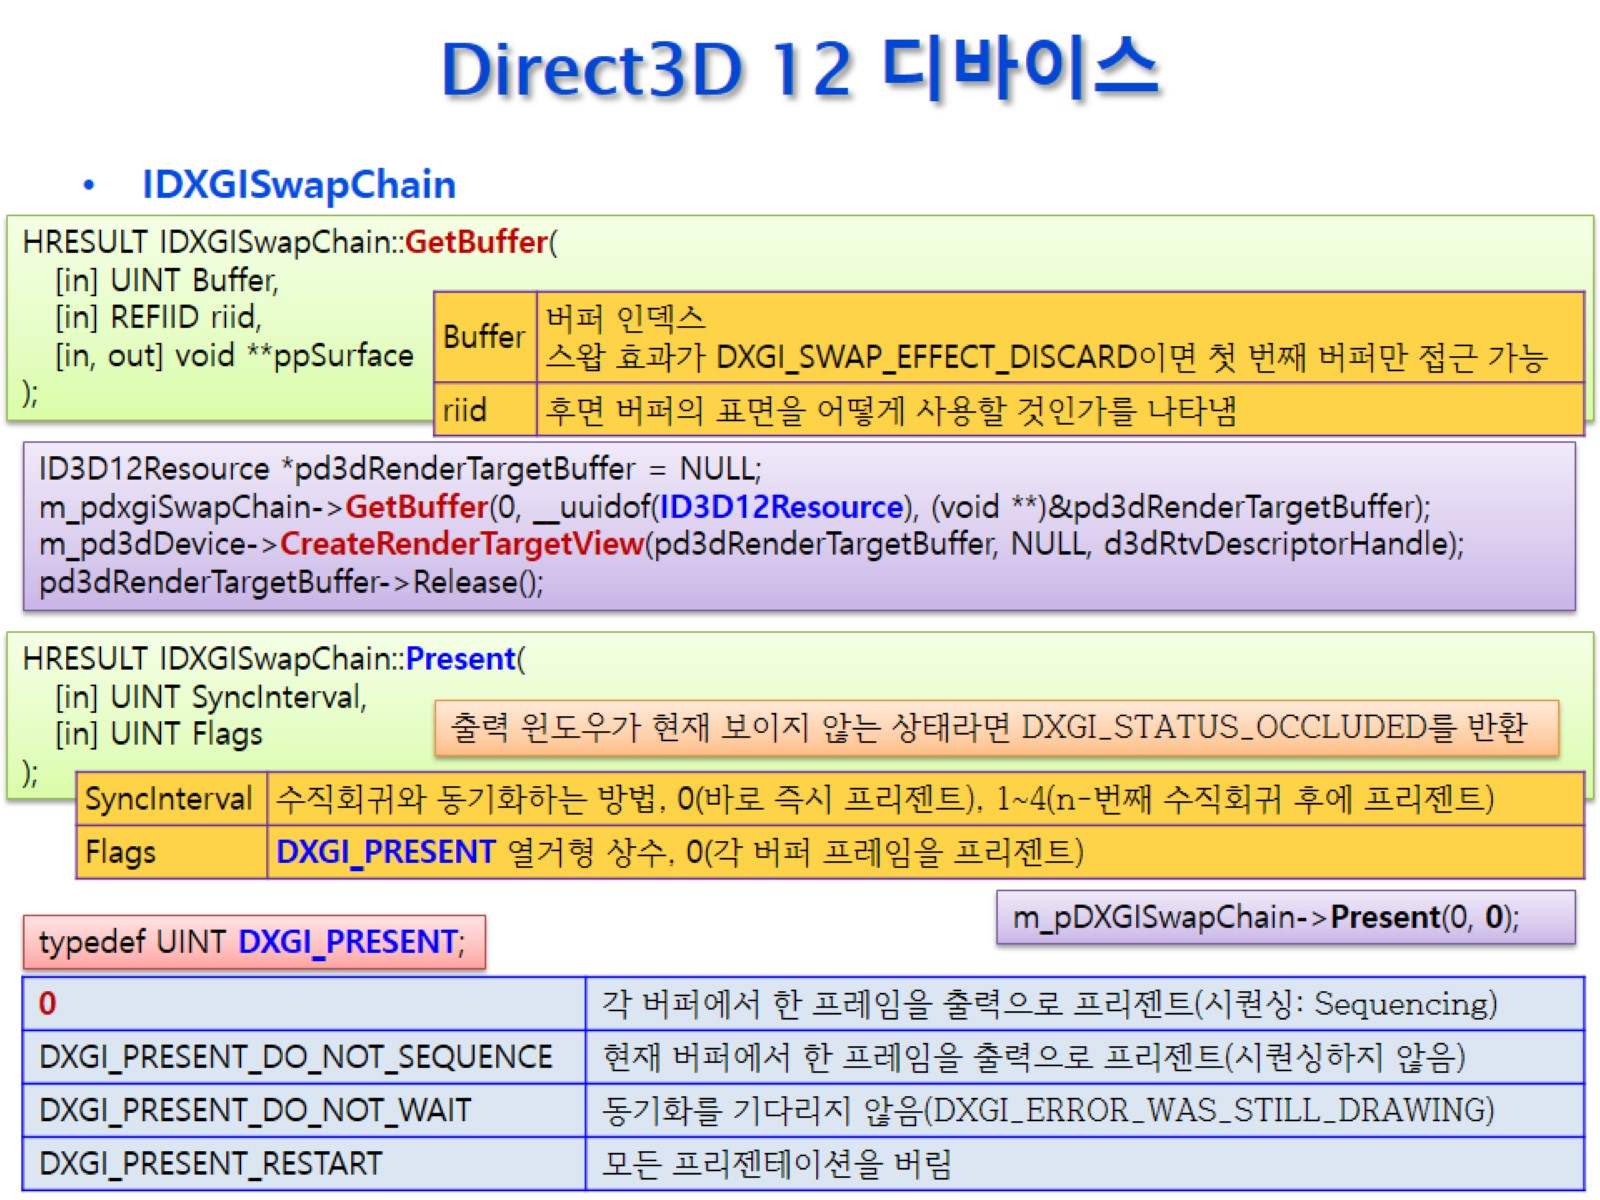 Direct3D 12 디바이스
• IDXGISwapChain
HRESULT IDXGISwapChain::GetBuffer(
[in] UINT Buffer,
[in] REFIID riid,
[in, out] void **ppSurface
);
Buffer
버퍼 인덱스
스왑 효과가 DXGI_SWAP_EFFECT_DISCARD이면 첫 번째 버퍼만 접근 가능
riid
후면 버퍼의 표면을 어떻게 사용할 것인가를 나타냄
ID3D12Resource *pd3dRenderTargetBuffer = NULL;
m_pdxgiSwapChain->GetBuffer(0, __uuidof(ID3D12Resource), (void **)&pd3dRenderTargetBuffer);
m_pd3dDevice->CreateRenderTargetView(pd3dRenderTargetBuffer, NULL, d3dRtvDescriptorHandle);
pd3dRenderTargetBuffer->Release();
HRESULT IDXGISwapChain::Present(
[in] UINT SyncInterval,
[in] UINT Flags
);
출력 윈도우가 현재 보이지 않는 상태라면 DXGI_STATUS_OCCLUDED를 반환
SyncInterval
수직회귀와 동기화하는 방법, 0(바로 즉시 프리젠트), 1~4(n-번째 수직회귀 후에 프리젠트)
Flags
DXGI_PRESENT 열거형 상수, 0(각 버퍼 프레임을 프리젠트)
m_pDXGISwapChain->Present(0, 0);
typedef UINT DXGI_PRESENT;
0
각 버퍼에서 한 프레임을 출력으로 프리젠트(시퀀싱: Sequencing)
DXGI_PRESENT_DO_NOT_SEQUENCE
현재 버퍼에서 한 프레임을 출력으로 프리젠트(시퀀싱하지 않음)
DXGI_PRESENT_DO_NOT_WAIT
동기화를 기다리지 않음(DXGI_ERROR_WAS_STILL_DRAWING)
DXGI_PRESENT_RESTART
모든 프리젠테이션을 버림